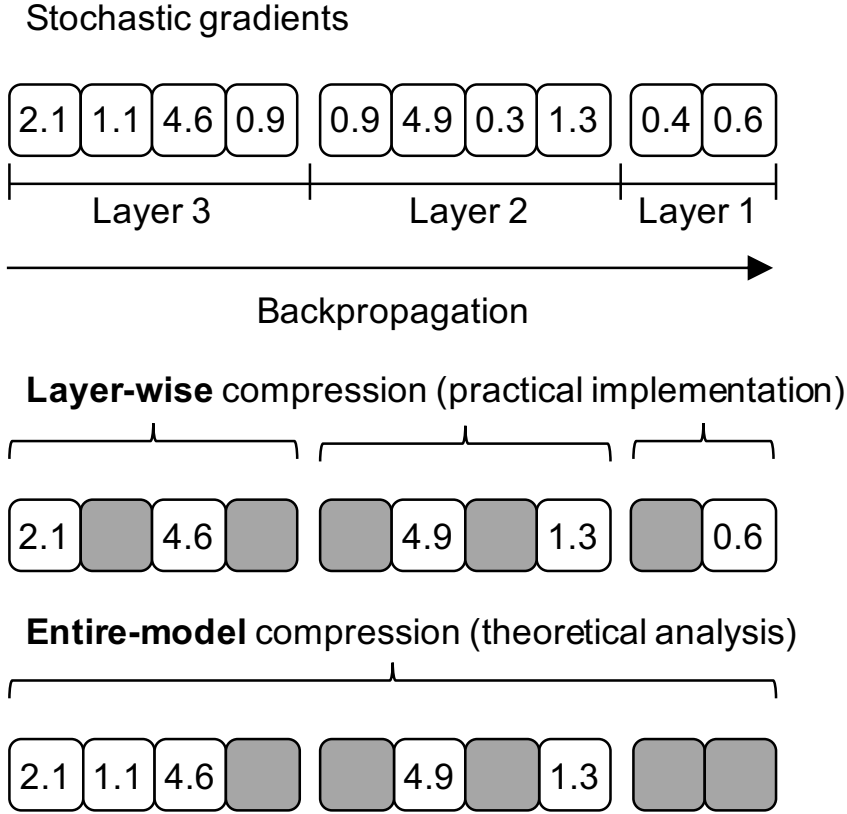 Stochastic gradients
2.1 1.1 4.6 0.9 0.9 4.9 0.3 1.3 0.4 0.6
Layer 3 Layer 2 Layer 1
Backpropagation
Layer-wise compression (practical implementation)
2.1 4.6 4.9 1.3 0.6
Entire-model compression (theoretical analysis)
2.1 1.1 4.6 4.9 1.3